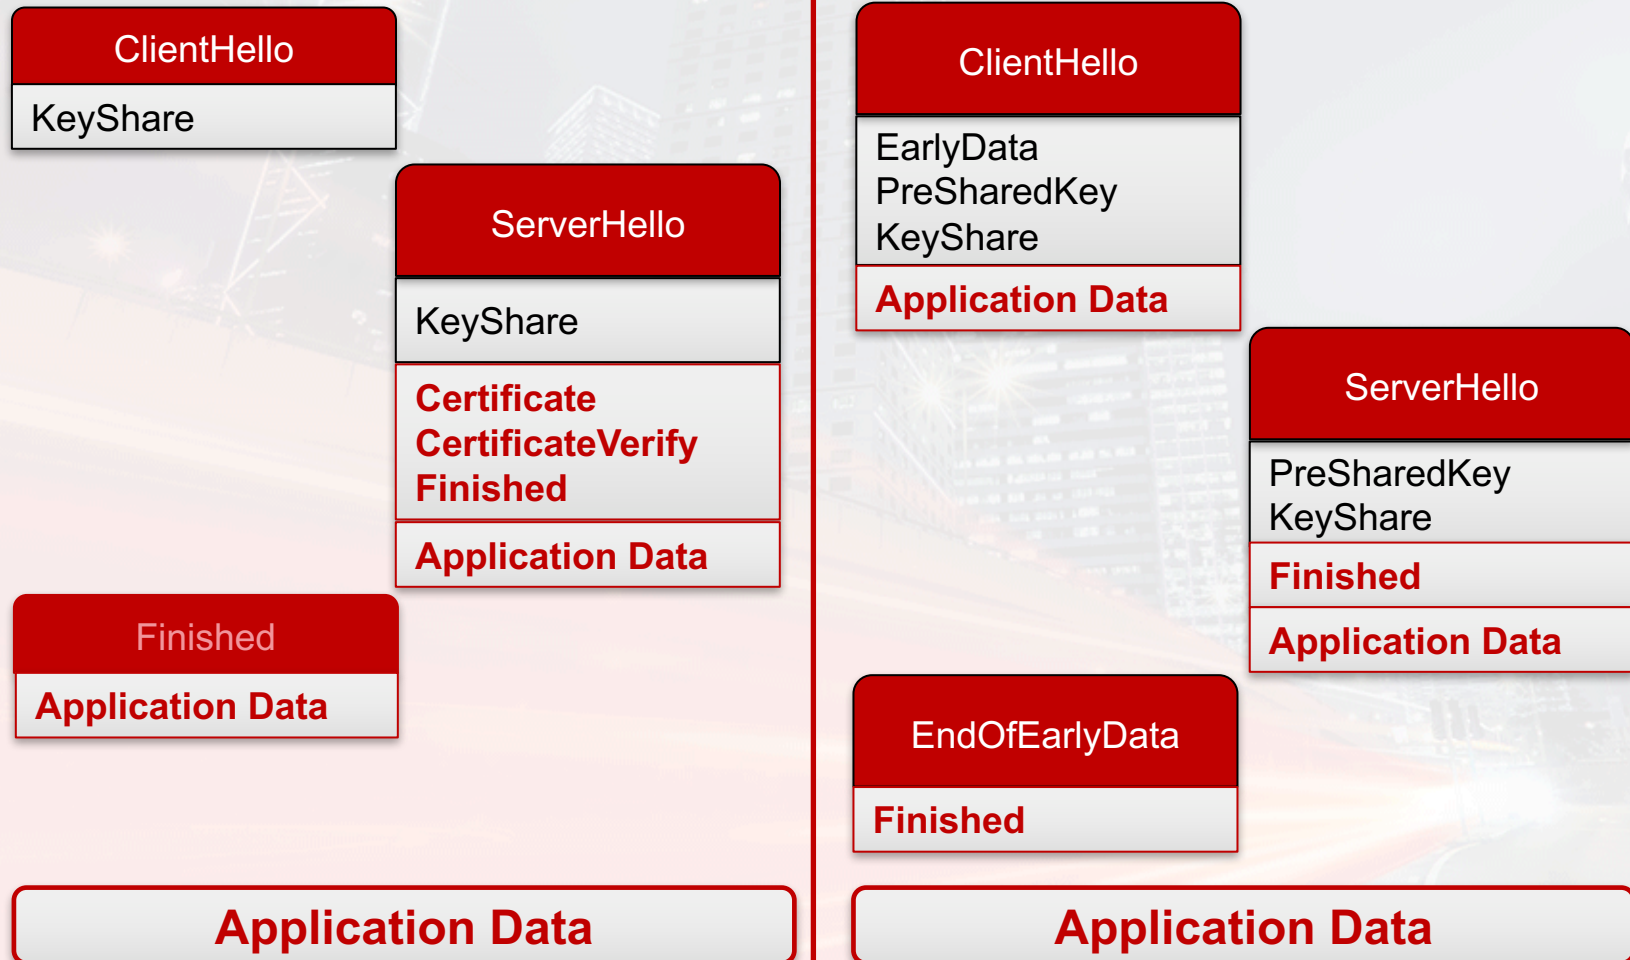 ClientHello
KeyShare
ServerHello
KeyShare
Certificate
CertificateVerify
Finished
Application Data
Finished
Application Data
Application Data
ClientHello
EarlyData
PreSharedKey
KeyShare
Application Data
ServerHello
PreSharedKey
KeyShare
Finished
Application Data
EndOfEarlyData
Finished
Application Data